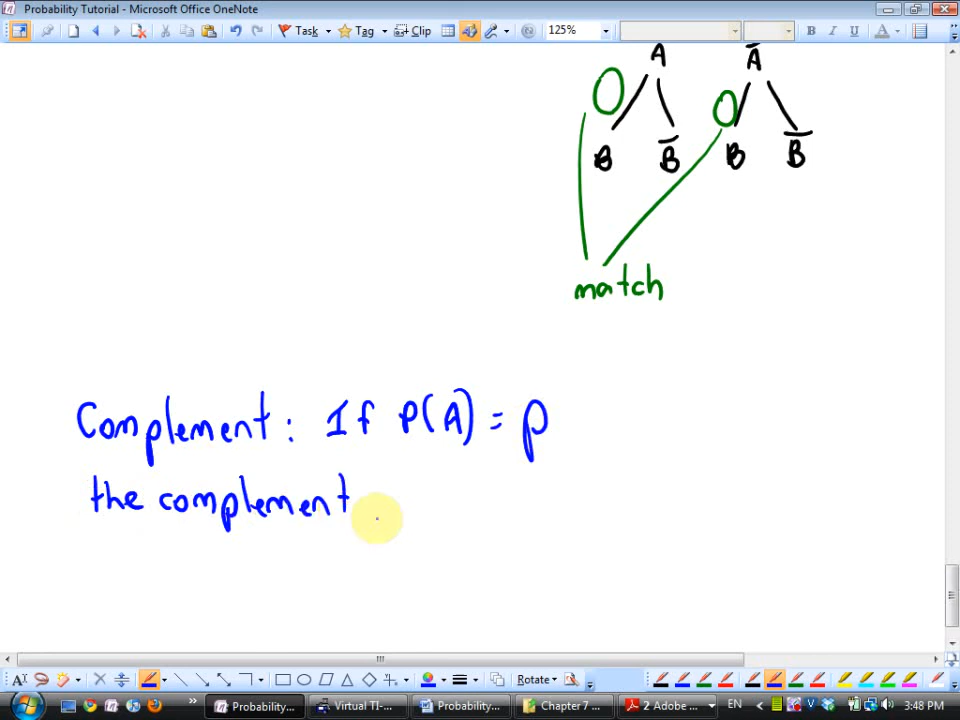 Probability Tutorial - Microsoft Office OneNote
Task Tag Clip 125% B I U A
A A̅
B B̅ B B̅
match
Complement: If P(A) = p
the complement
Rotate
Probability... Virtual TI-... Probability... Chapter 7 ... 2 Adobe ... EN 3:48 PM